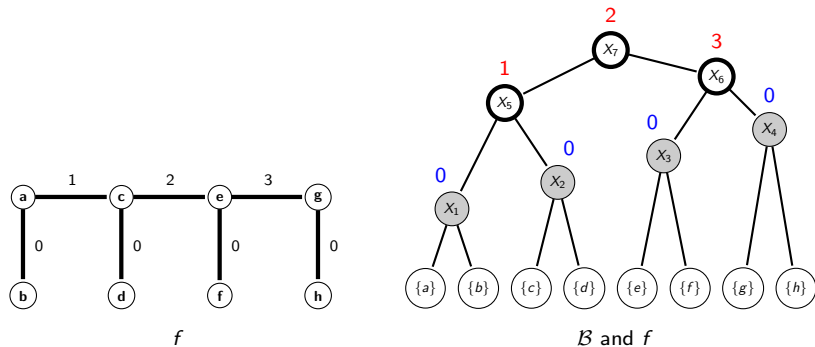 2
3
1
X7
X6
X5
0
0
0
X4
X3
0
X2
X1
1 2 3
a c e g
0 0 0 0
b d f h
{a} {b} {c} {d} {e} {f} {g} {h}
f
B and f